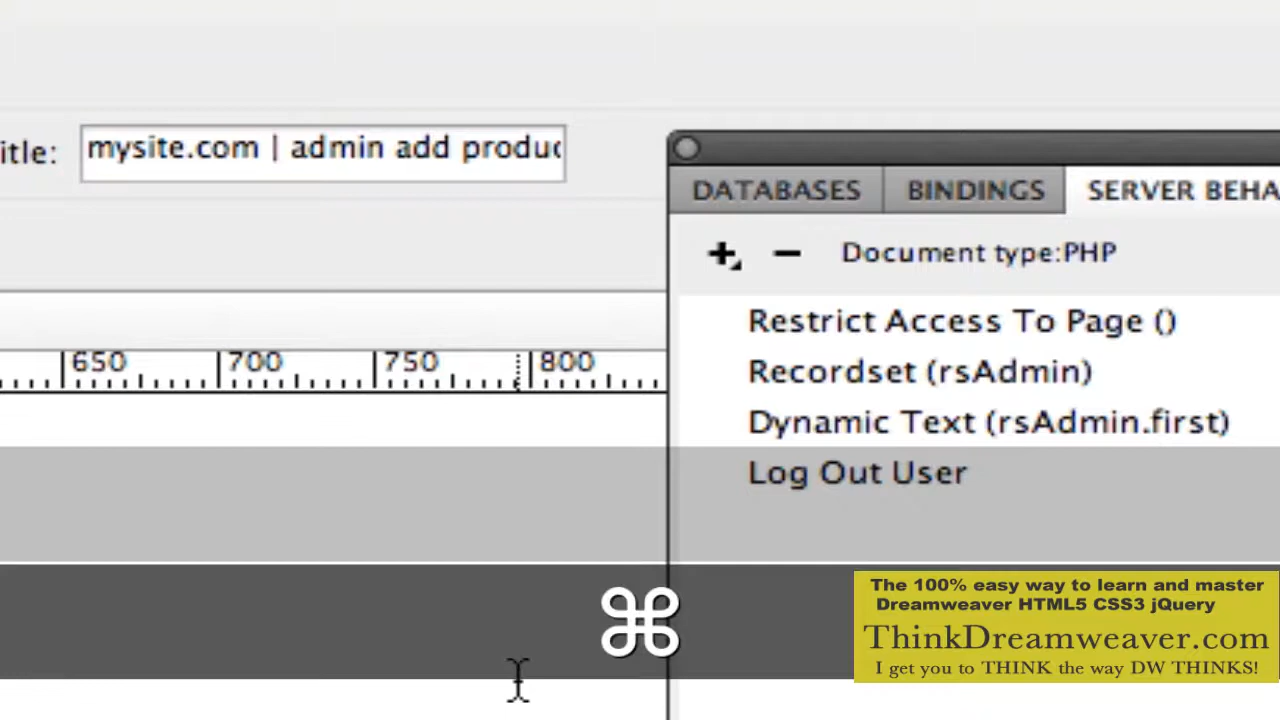 itle: mysite.com | admin add produc
DATABASES BINDINGS SERVER BEHA
Document type:PHP
Restrict Access To Page ()
650 700 750 800
Recordset (rsAdmin)
Dynamic Text (rsAdmin.first)
Log Out User
The 100% easy way to learn and master
Dreamweaver HTML5 CSS3 jQuery
ThinkDreamweaver.com
I get you to THINK the way DW THINKS!